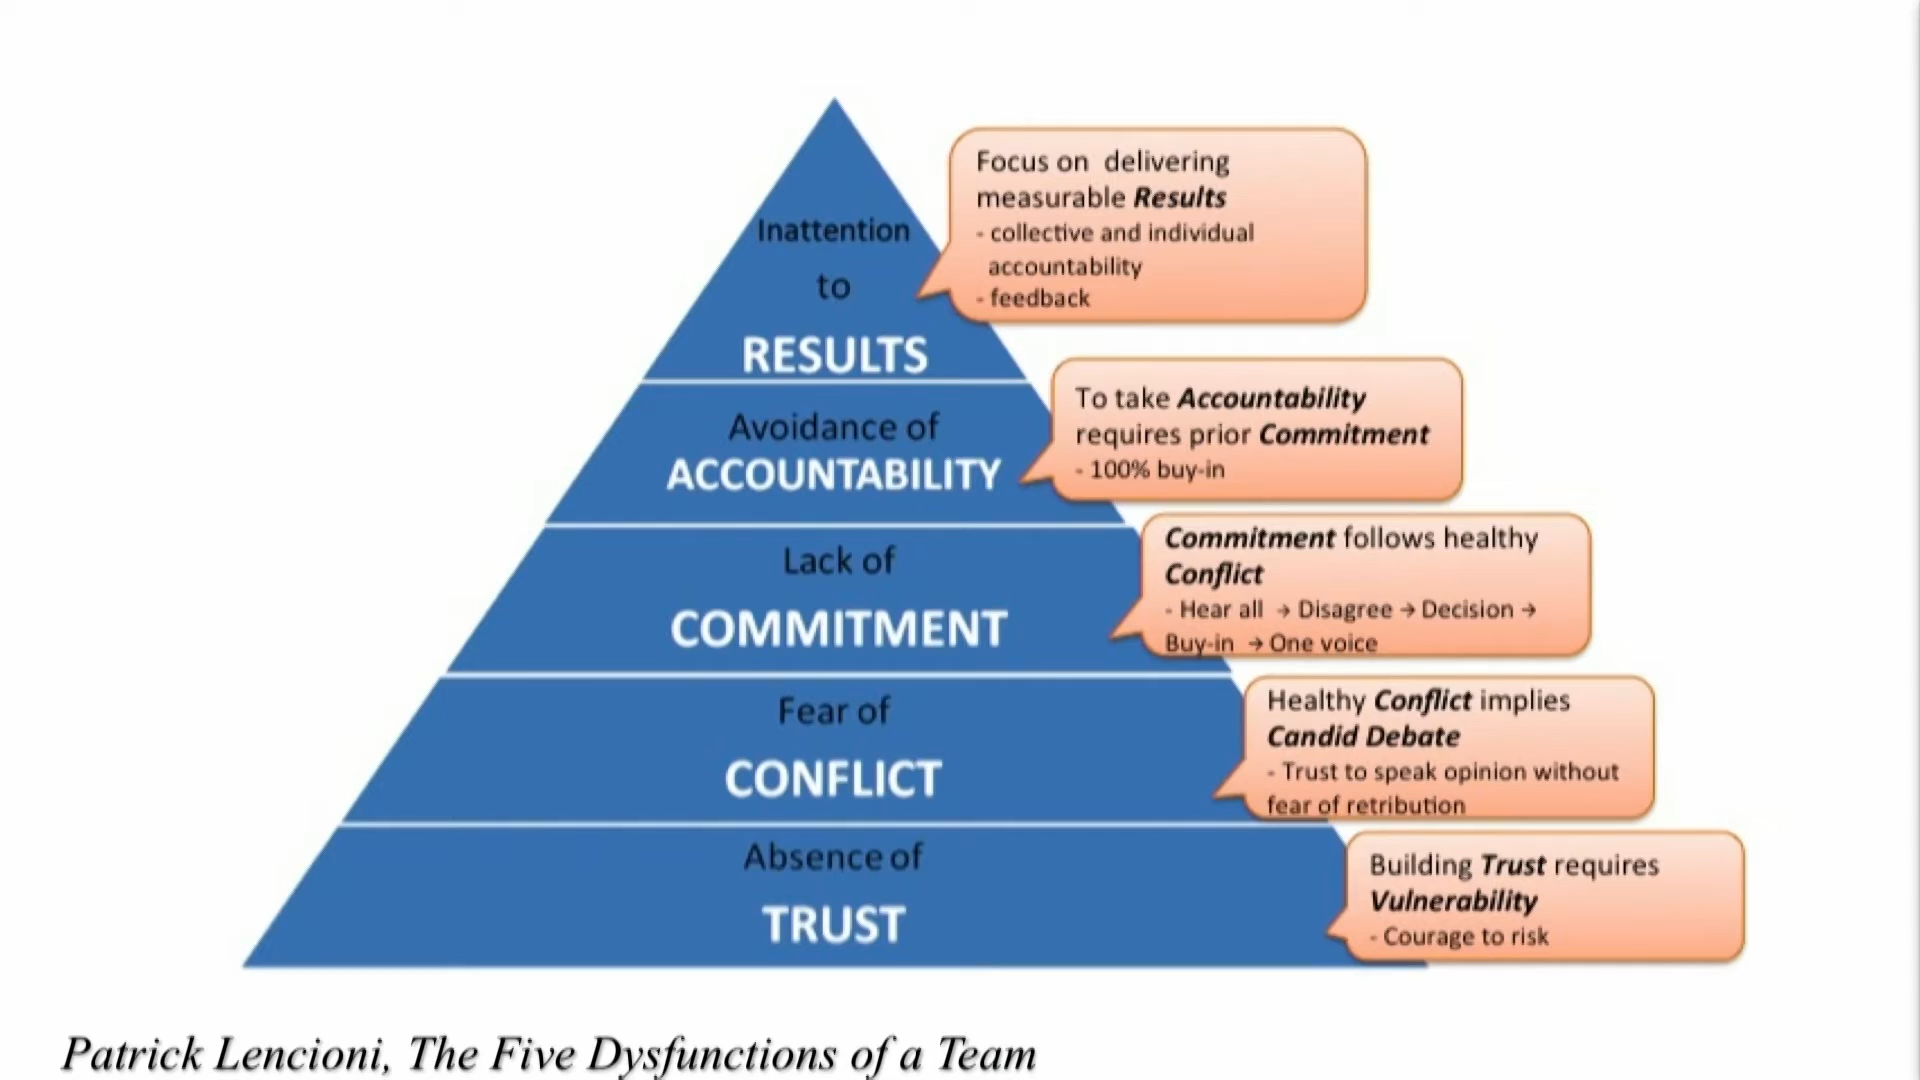 Inattention
to
RESULTS
Focus on delivering
measurable Results
- collective and individual
accountability
- feedback
Avoidance of
ACCOUNTABILITY
To take Accountability
requires prior Commitment
- 100% buy-in
Lack of
COMMITMENT
Commitment follows healthy
Conflict
- Hear all → Disagree → Decision →
Buy-in → One voice
Fear of
CONFLICT
Healthy Conflict implies
Candid Debate
- Trust to speak opinion without
fear of retribution
Absence of
TRUST
Building Trust requires
Vulnerability
- Courage to risk
Patrick Lencioni, The Five Dysfunctions of a Team